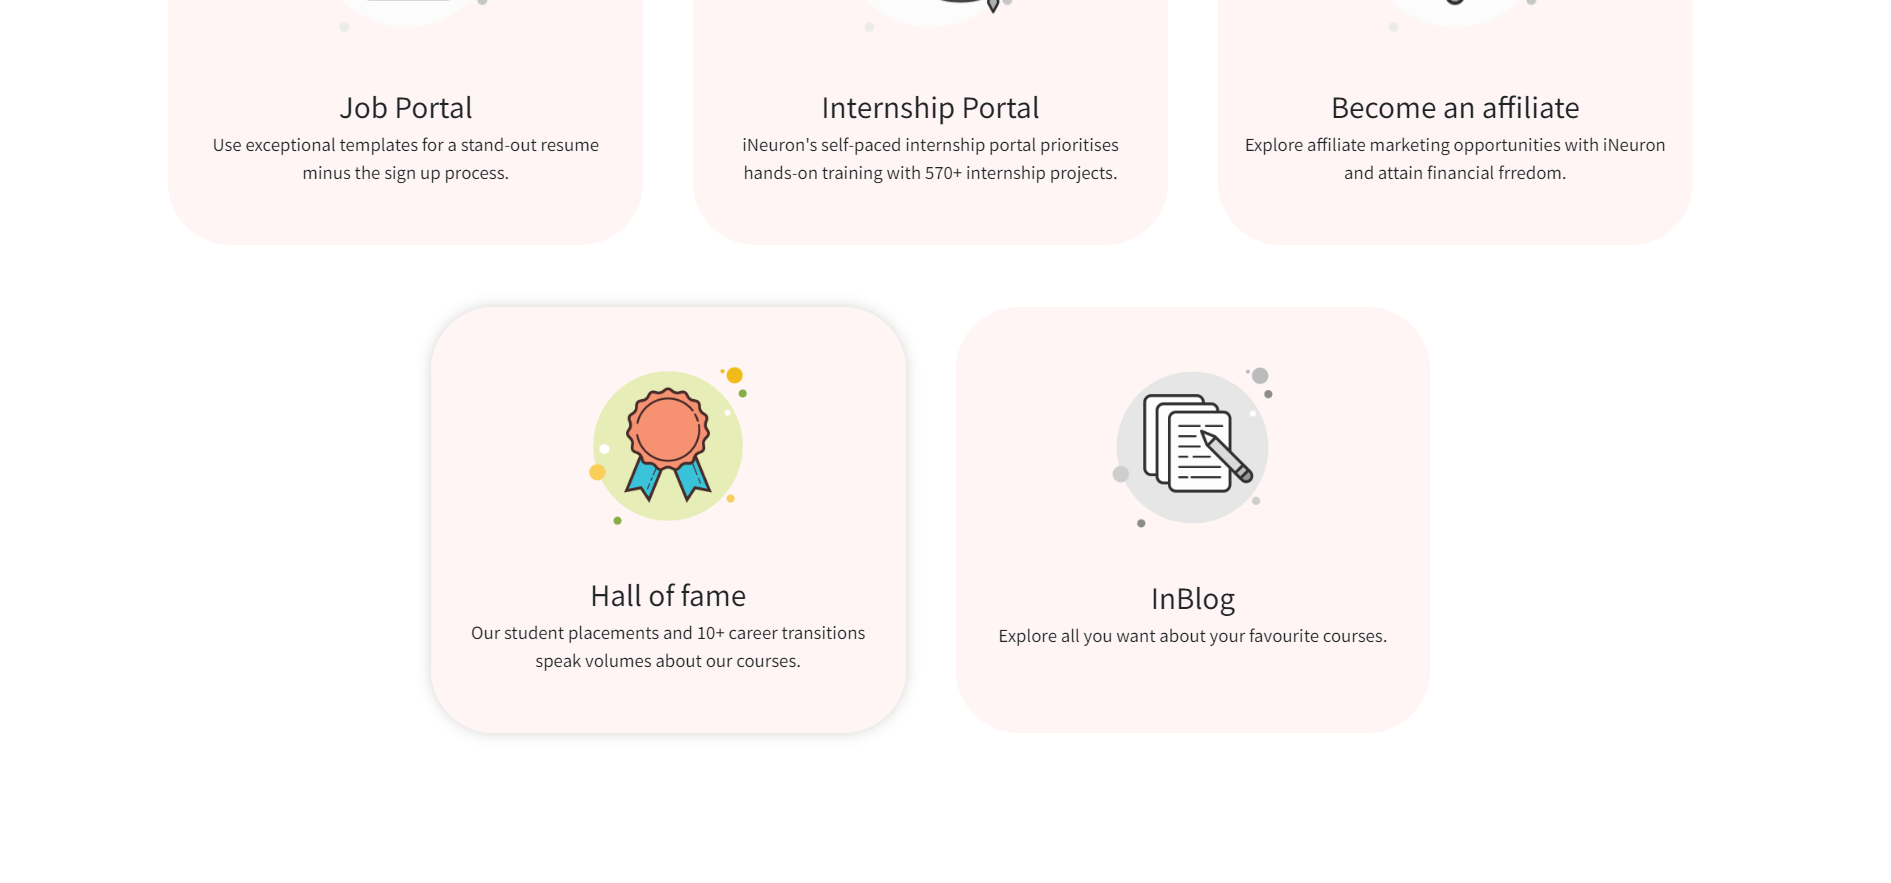 Job Portal
Use exceptional templates for a stand-out resume
minus the sign up process.
Internship Portal
iNeuron's self-paced internship portal prioritises
hands-on training with 570+ internship projects.
Become an affiliate
Explore affiliate marketing opportunities with iNeuron
and attain financial frredom.
Hall of fame
Our student placements and 10+ career transitions
speak volumes about our courses.
InBlog
Explore all you want about your favourite courses.